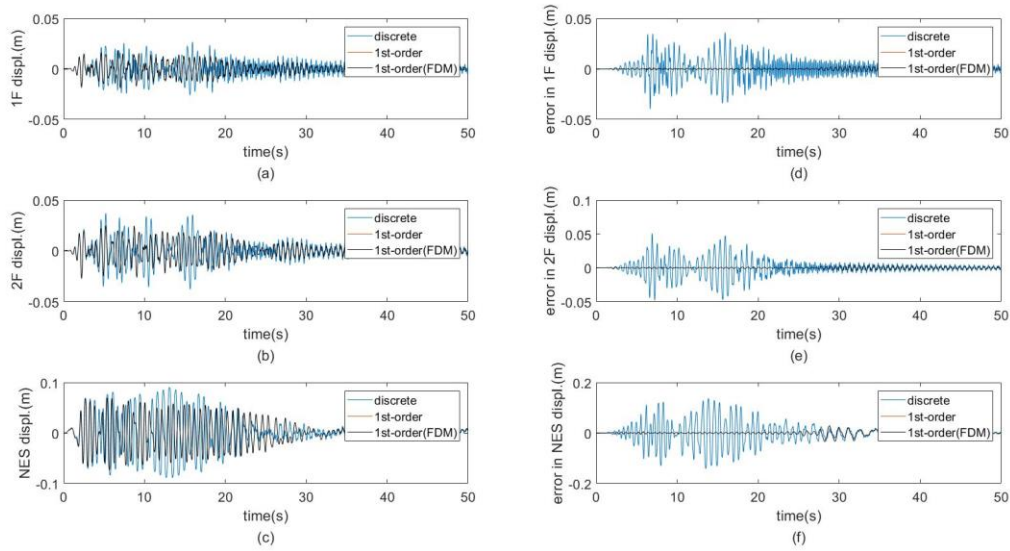 0.05
0
-0.05
1F displ.(m)
discrete
1st-order
1st-order(FDM)
0 10 20 30 40 50
time(s)
(a)
0.05
0
-0.05
error in 1F displ.(m)
discrete
1st-order
1st-order(FDM)
0 10 20 30 40 50
time(s)
(d)
0.05
0
-0.05
2F displ.(m)
discrete
1st-order
1st-order(FDM)
0 10 20 30 40 50
time(s)
(b)
0.1
0.05
0
-0.05
error in 2F displ.(m)
discrete
1st-order
1st-order(FDM)
0 10 20 30 40 50
time(s)
(e)
0.1
0
-0.1
NES displ.(m)
discrete
1st-order
1st-order(FDM)
0 10 20 30 40 50
time(s)
(c)
0.2
0
-0.2
error in NES displ.(m)
discrete
1st-order
1st-order(FDM)
0 10 20 30 40 50
time(s)
(f)